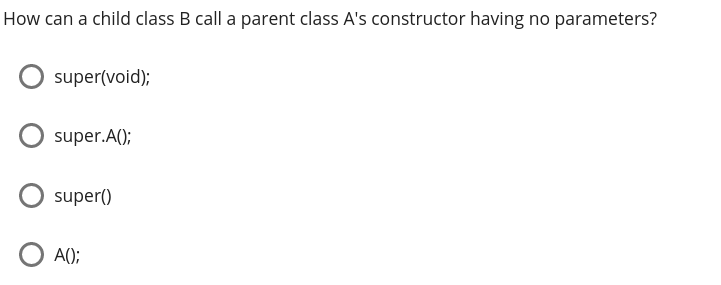 How can a child class B call a parent class A's constructor having no parameters?
super(void);
super.A();
super()
A();